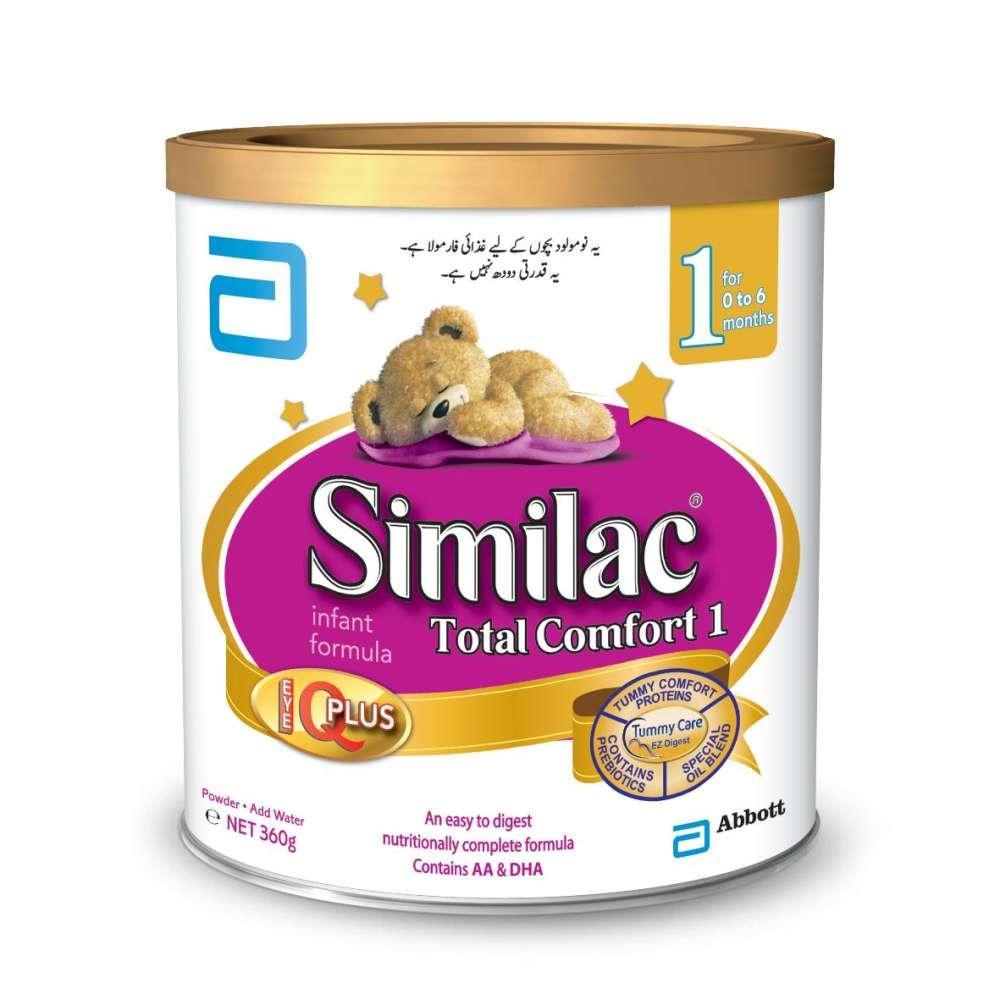 یہ نومولود بچوں کے لیے غذائی فارمولا ہے۔
یہ قدرتی دودھ نہیں ہے۔
1
for
0 to 6
months
Similac®
infant
formula
Total Comfort 1
EYE
IQ PLUS
TUMMY COMFORT
PROTEINS
Tummy Care
EZ Digest
CONTAINS
PREBIOTICS
SPECIAL
OIL BLEND
Powder • Add Water
℮ NET 360g
An easy to digest
nutritionally complete formula
Contains AA & DHA
Abbott